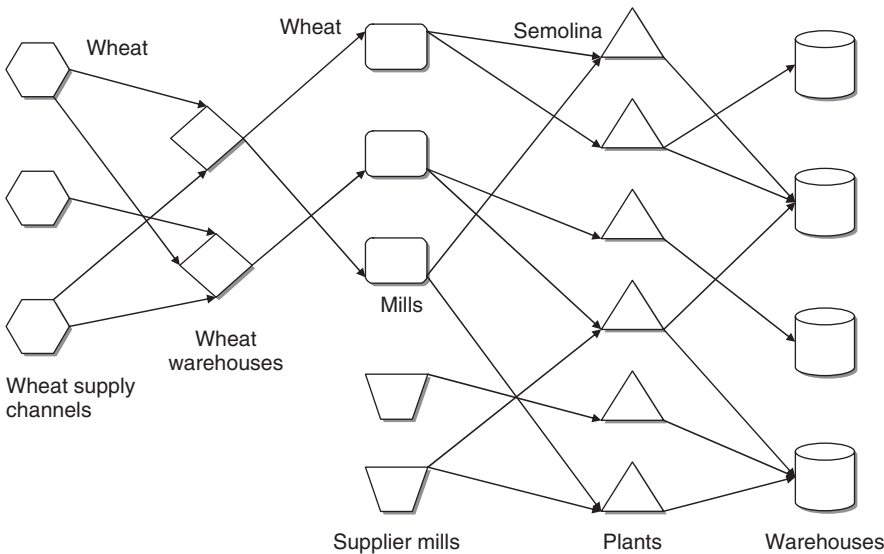 Wheat
Wheat
Semolina
Mills
Wheat
warehouses
Wheat supply
channels
Supplier mills
Plants
Warehouses